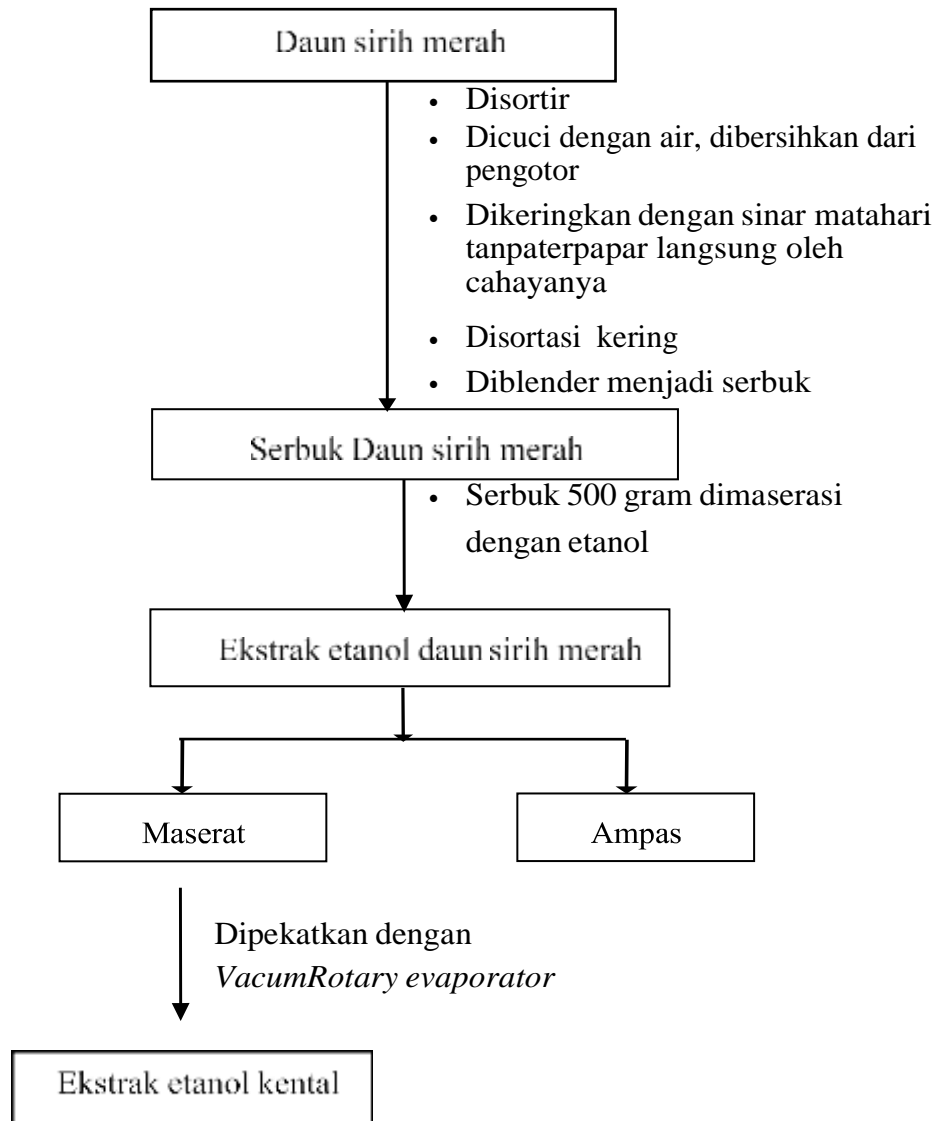 Daun sirih merah
• Disortir
• Dicuci dengan air, dibersihkan dari
pengotor
• Dikeringkan dengan sinar matahari
tanpaterpapar langsung oleh
cahayanya
• Disortasi kering
• Diblender menjadi serbuk
Serbuk Daun sirih merah
• Serbuk 500 gram dimaserasi
dengan etanol
Ekstrak etanol daun sirih merah
Maserat
Ampas
Dipekatkan dengan
VacumRotary evaporator
Ekstrak etanol kental